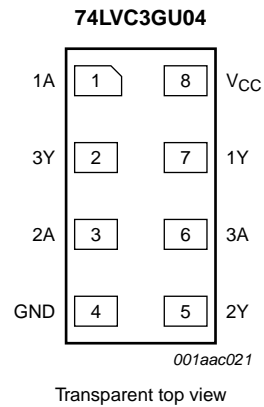 74LVC3GU04
1A 1 8 VCC
3Y 2 7 1Y
2A 3 6 3A
GND 4 5 2Y
001aac021
Transparent top view